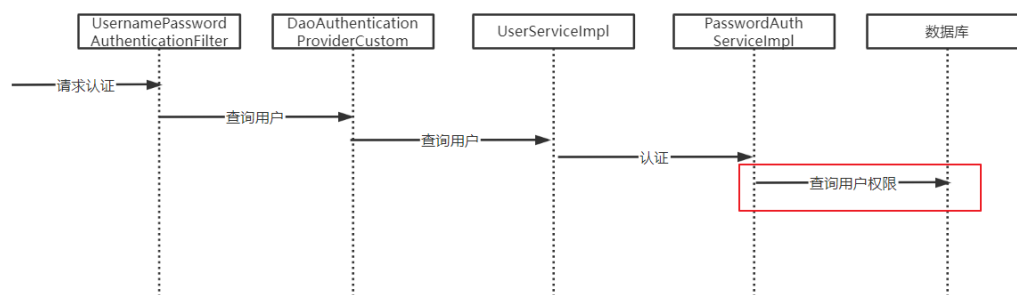 UsernamePassword
AuthenticationFilter
DaoAuthentication
ProviderCustom
UserServiceImpl
PasswordAuth
ServiceImpl
数据库
请求认证
查询用户
查询用户
认证
查询用户权限